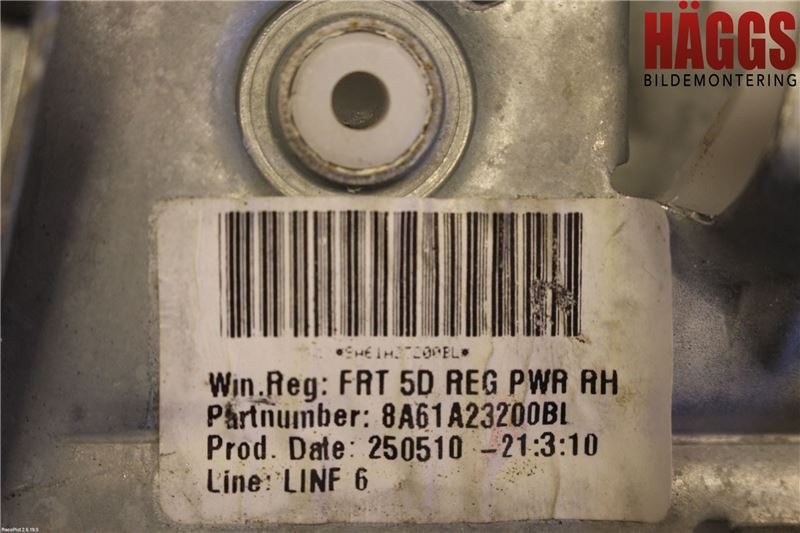 HÄGGS
BILDEMONTERING
Win.Reg: FRT 5D REG PWR RH
Partnumber: 8A61A23200BL
Prod. Date: 250510 -21:3:10
Line: LINF 6